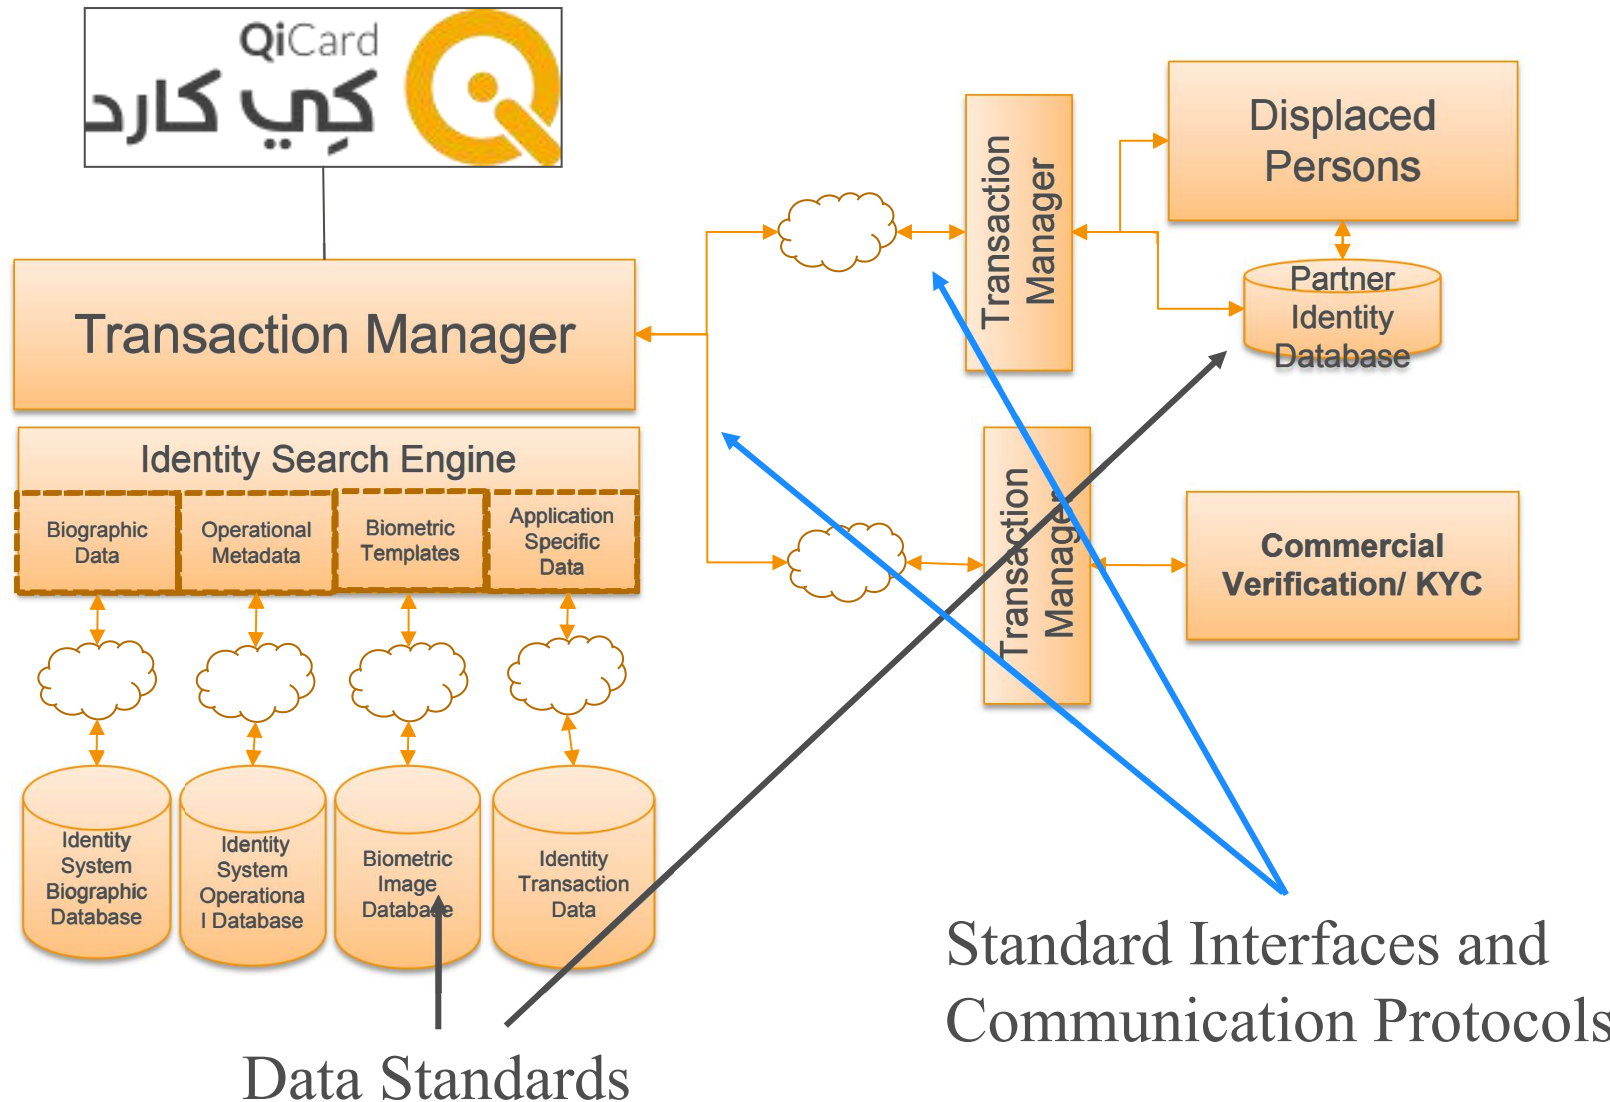 QiCard
كِي كارد
Transaction Manager
Identity Search Engine
Biographic
Data
Operational
Metadata
Biometric
Templates
Application
Specific
Data
Identity
System
Biographic
Database
Identity
System
Operationa
l Database
Biometric
Image
Database
Identity
Transaction
Data
Data Standards
Transaction
Manager
Displaced
Persons
Partner
Identity
Database
Transaction
Manager
Commercial
Verification/ KYC
Standard Interfaces and
Communication Protocols